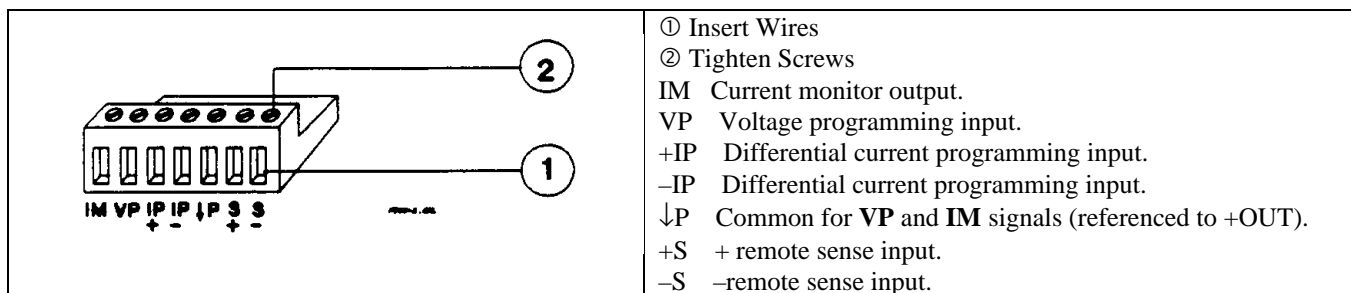 2
1
IM VP IP IP ↓P S S
+ - + -
① Insert Wires
② Tighten Screws
IM Current monitor output.
VP Voltage programming input.
+IP Differential current programming input.
–IP Differential current programming input.
↓P Common for VP and IM signals (referenced to +OUT).
+S + remote sense input.
–S –remote sense input.